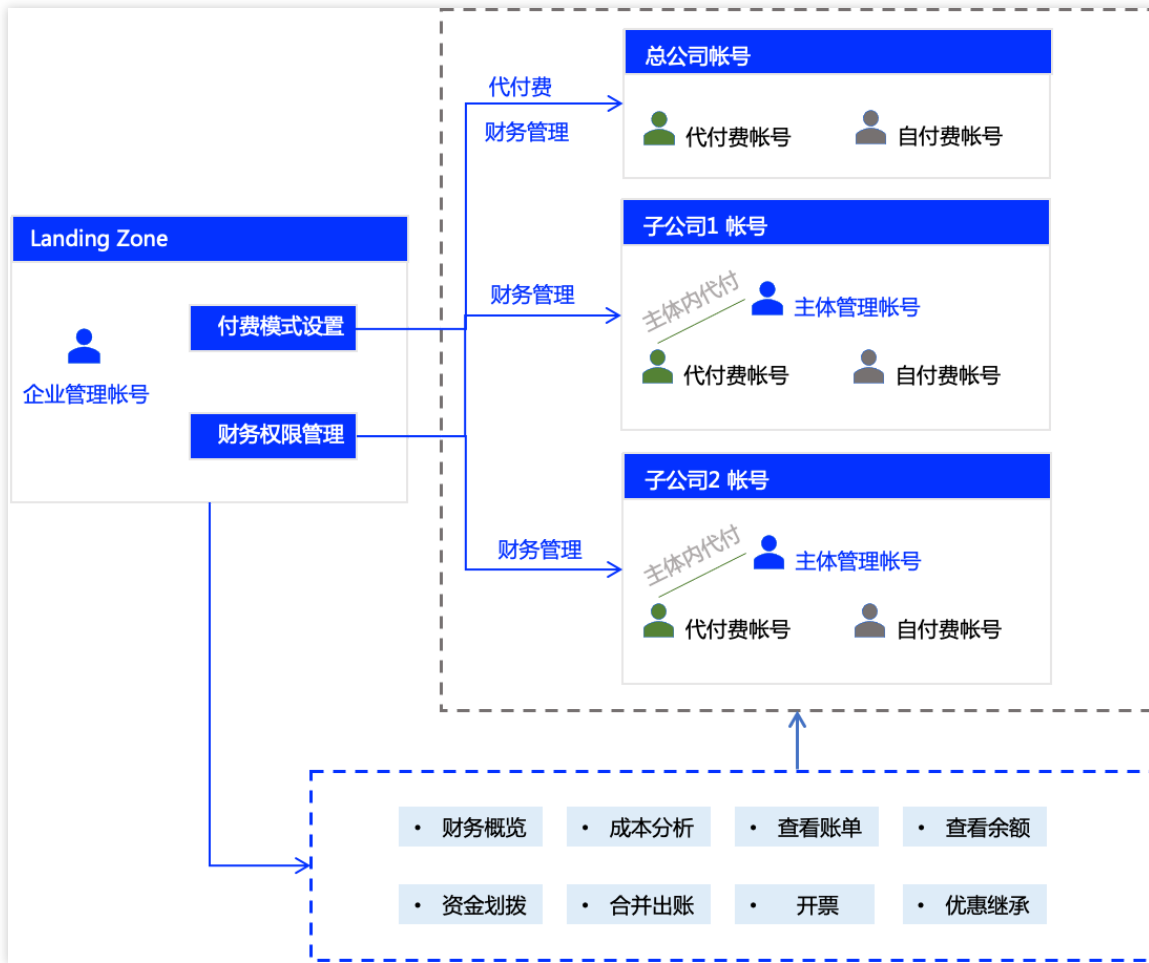 总公司帐号
代付费
财务管理
代付费帐号
自付费帐号
Landing Zone
企业管理帐号
付费模式设置
财务权限管理
财务管理
子公司1 帐号
主体内代付
主体管理帐号
代付费帐号
自付费帐号
财务管理
子公司2 帐号
主体内代付
主体管理帐号
代付费帐号
自付费帐号
• 财务概览
• 成本分析
• 查看账单
• 查看余额
• 资金划拨
• 合并出账
• 开票
• 优惠继承